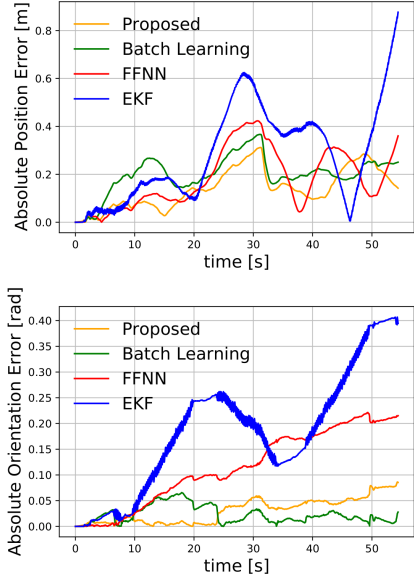 Absolute Position Error [m]
0.8
0.6
0.4
0.2
0.0
Proposed
Batch Learning
FFNN
EKF
0 10 20 30 40 50
time [s]
Absolute Orientation Error [rad]
0.40
0.35
0.30
0.25
0.20
0.15
0.10
0.05
0.00
Proposed
Batch Learning
FFNN
EKF
0 10 20 30 40 50
time [s]